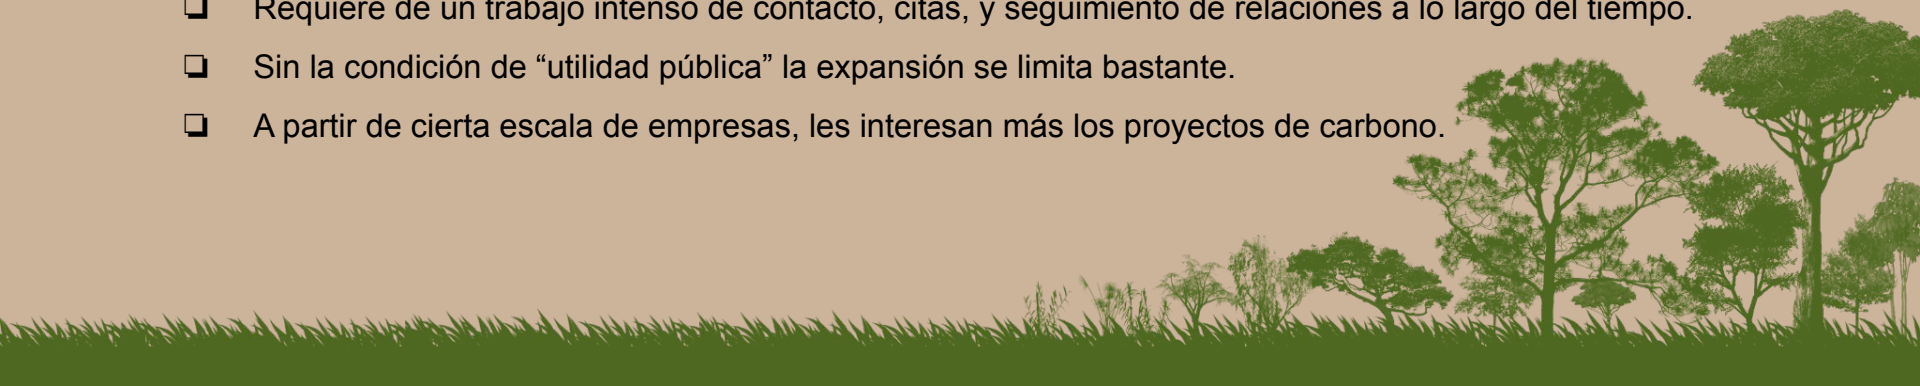 ❏ Requiere de un trabajo intenso de contacto, citas, y seguimiento de relaciones a lo largo del tiempo.
❏ Sin la condición de “utilidad pública” la expansión se limita bastante.
❏ A partir de cierta escala de empresas, les interesan más los proyectos de carbono.